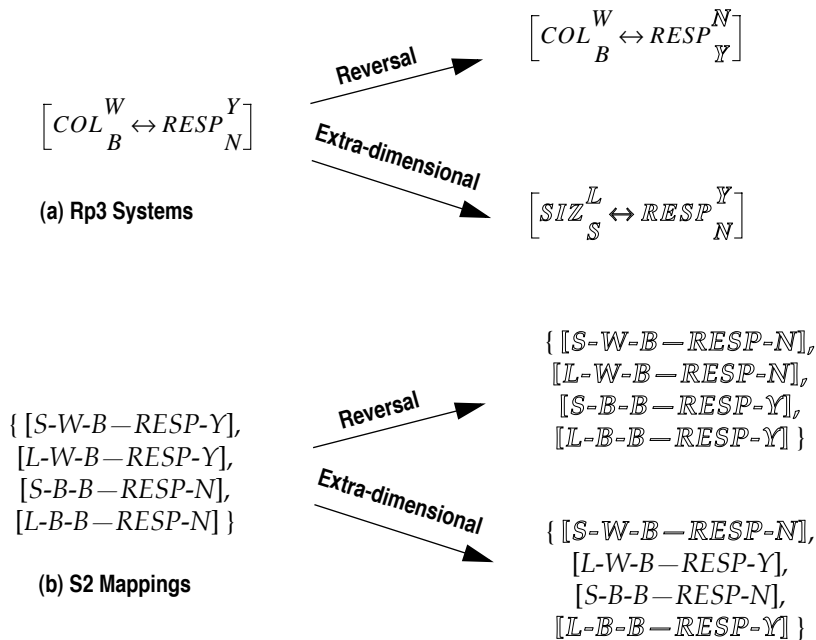 [COL W B ↔ RESP N Y]
Reversal
[COL W B ↔ RESP Y N]
Extra-dimensional
(a) Rp3 Systems
[SIZ L S ↔ RESP Y N]
{ [S-W-B—RESP-N],
[L-W-B—RESP-N],
[S-B-B—RESP-Y],
[L-B-B—RESP-Y] }
Reversal
{ [S-W-B—RESP-Y],
[L-W-B—RESP-Y],
[S-B-B—RESP-N],
[L-B-B—RESP-N] }
Extra-dimensional
(b) S2 Mappings
{ [S-W-B—RESP-N],
[L-W-B—RESP-Y],
[S-B-B—RESP-N],
[L-B-B—RESP-Y] }